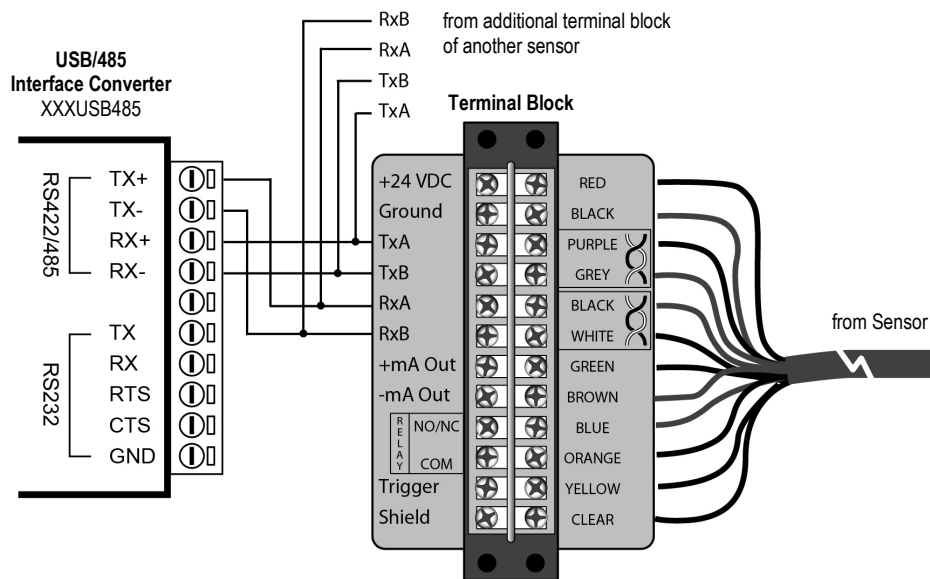 RxB
RxA
TxB
TxA
from additional terminal block
of another sensor
USB/485
Interface Converter
XXXUSB485
RS422/485
TX+
TX-
RX+
RX-
RS232
TX
RX
RTS
CTS
GND
Terminal Block
+24 VDC
Ground
TxA
TxB
RxA
RxB
+mA Out
-mA Out
RELAY
NO/NC
COM
Trigger
Shield
RED
BLACK
PURPLE
GREY
BLACK
WHITE
GREEN
BROWN
BLUE
ORANGE
YELLOW
CLEAR
from Sensor